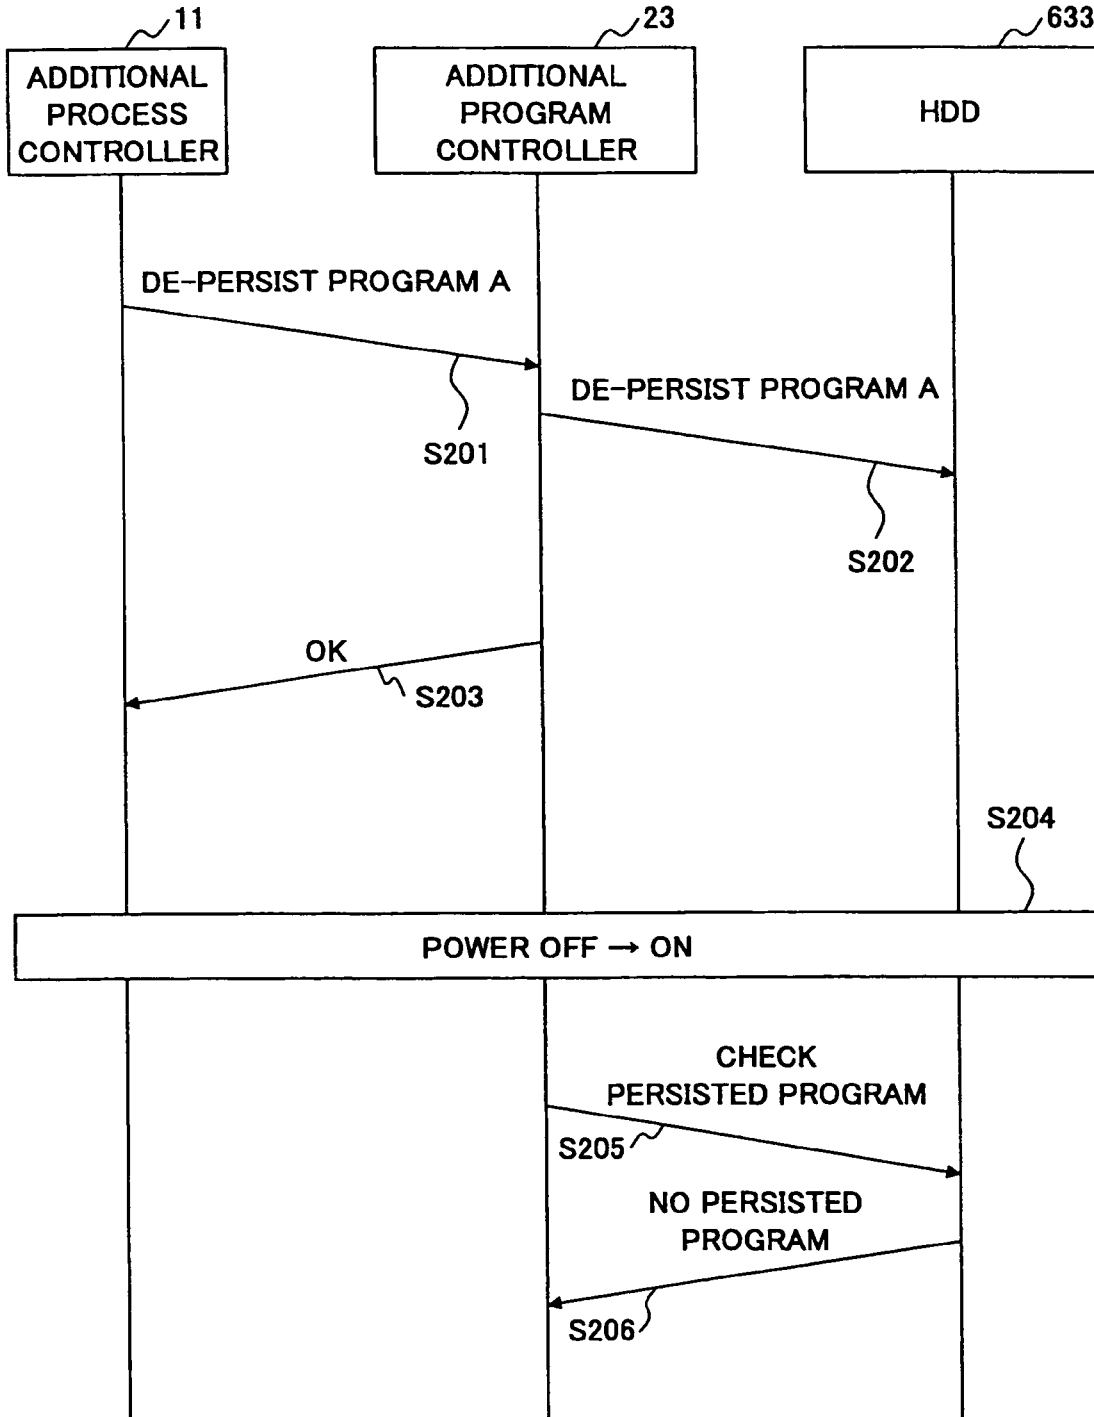 11
23
633
ADDITIONAL
PROCESS
CONTROLLER
ADDITIONAL
PROGRAM
CONTROLLER
HDD
DE-PERSIST PROGRAM A
S201
DE-PERSIST PROGRAM A
S202
OK
S203
S204
POWER OFF → ON
CHECK
PERSISTED PROGRAM
S205
NO PERSISTED
PROGRAM
S206